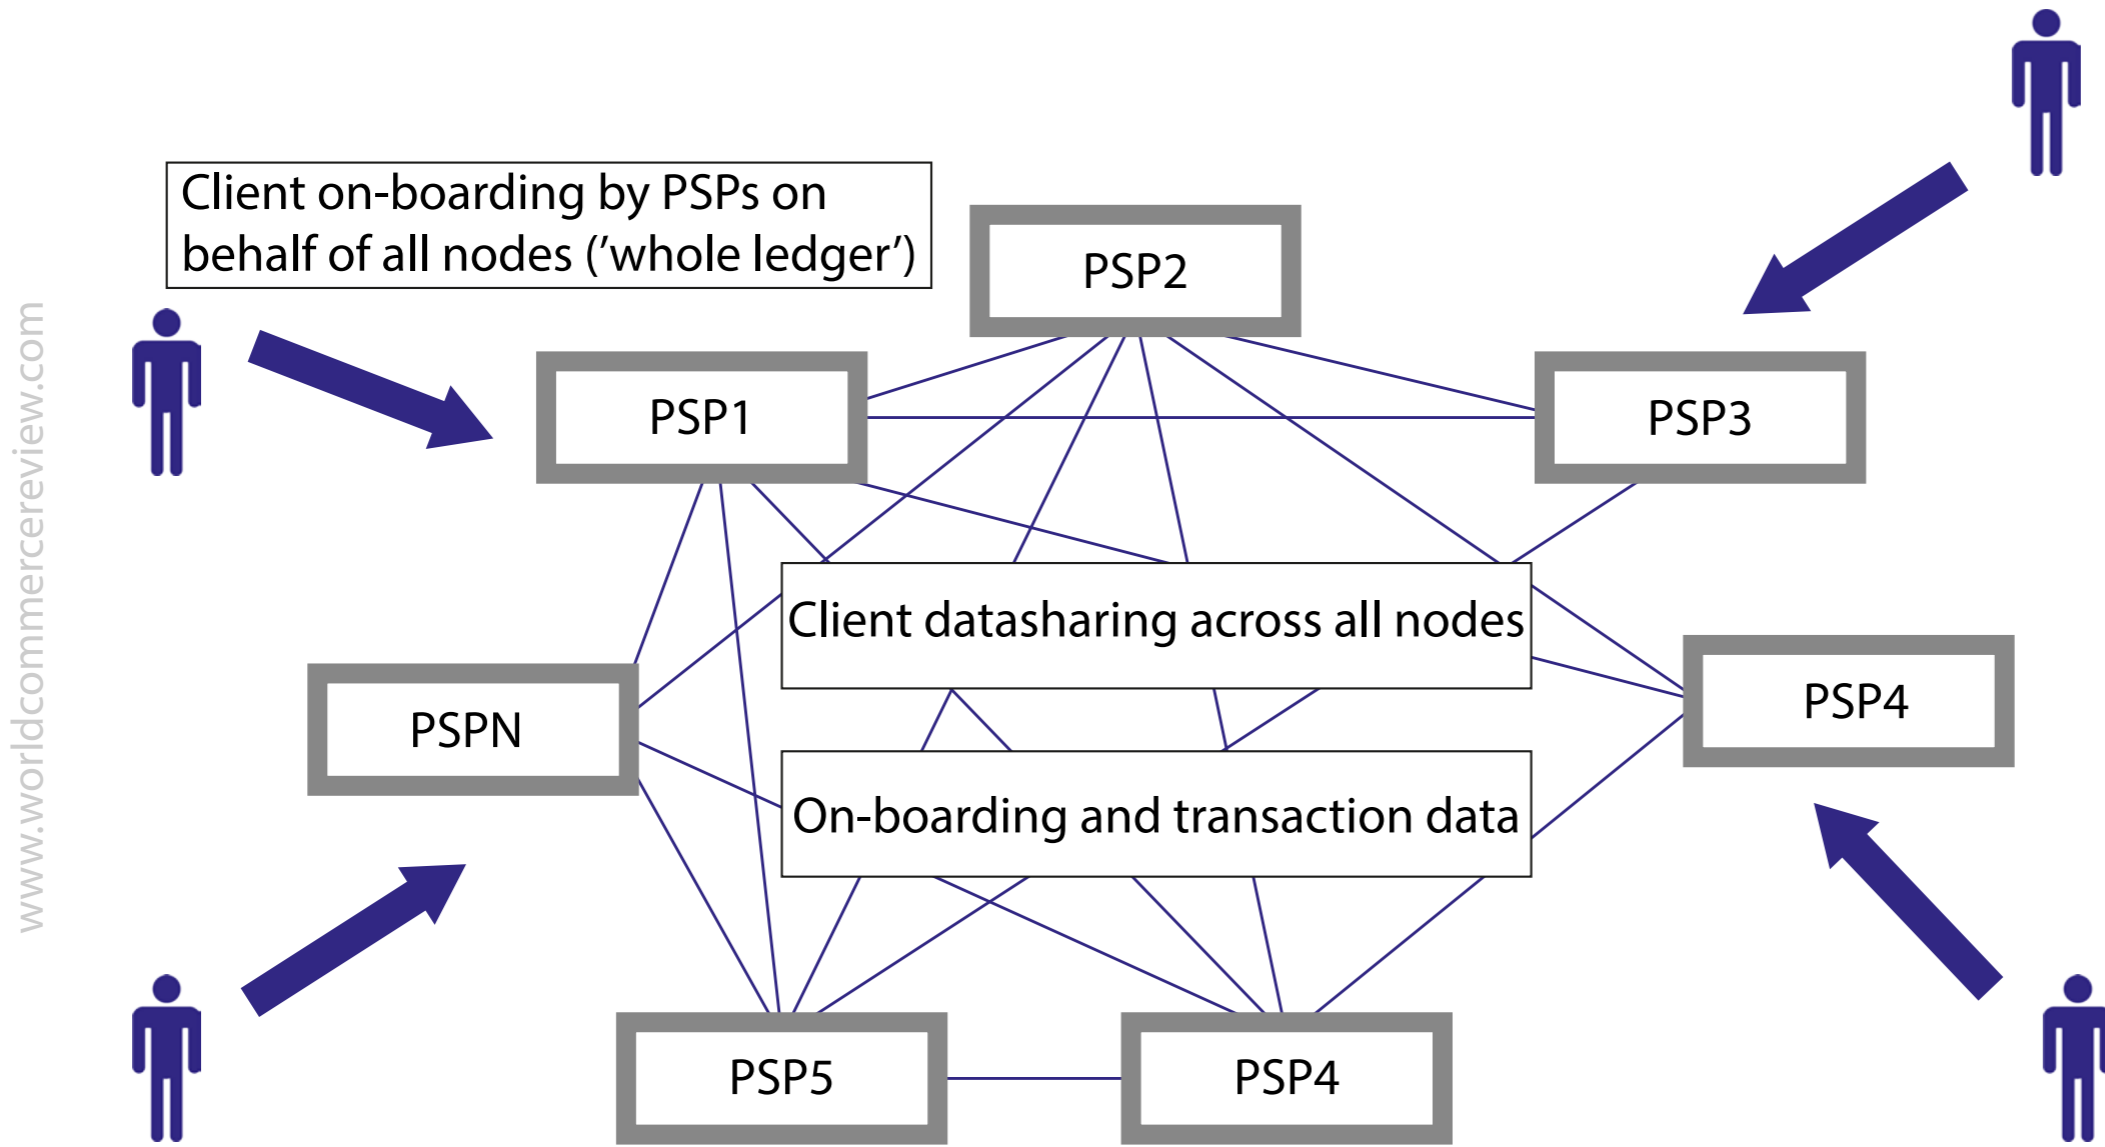 Client on-boarding by PSPs on
behalf of all nodes (’whole ledger’)
PSP2
PSP1
PSP3
Client datasharing across all nodes
PSPN
PSP4
On-boarding and transaction data
PSP5
PSP4
www.worldcommercereview.com